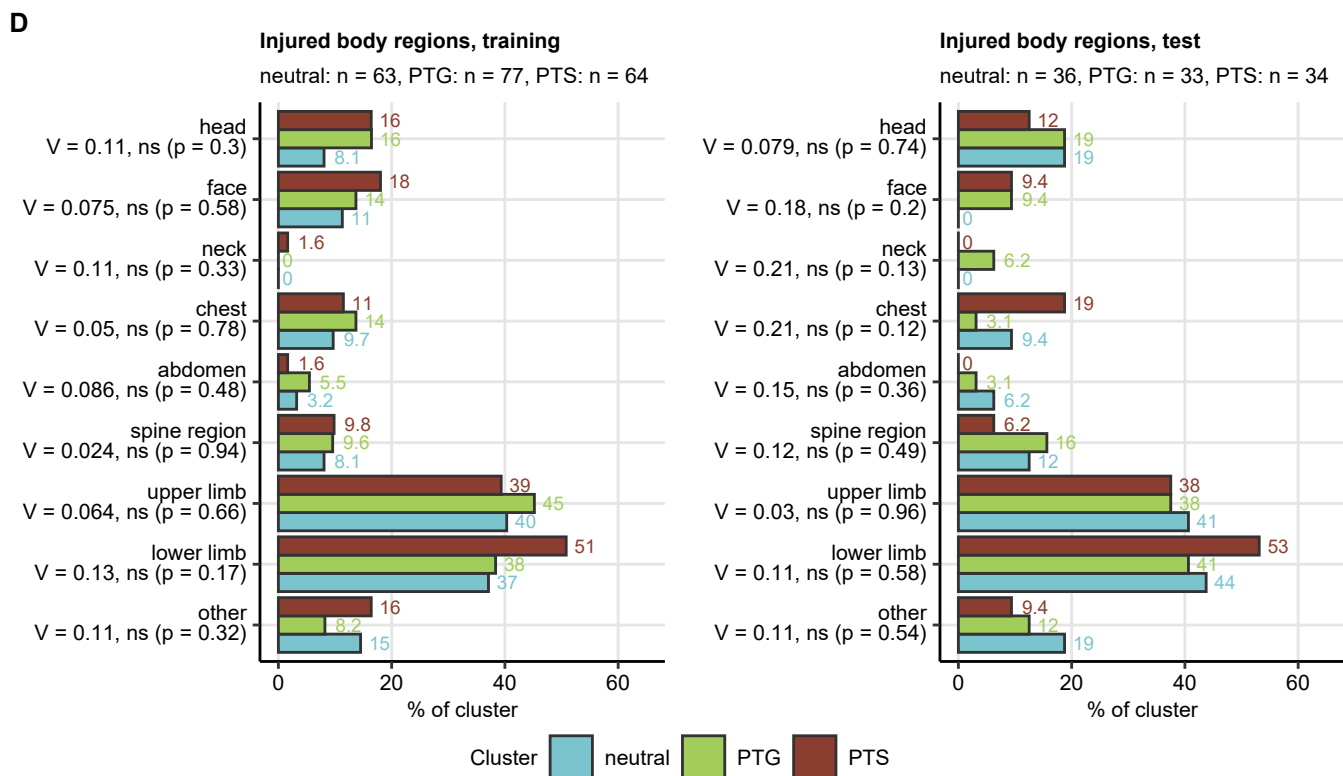 D
Injured body regions, training
neutral: n = 63, PTG: n = 77, PTS: n = 64
head
V = 0.11, ns (p = 0.3)
16
16
8.1
face
V = 0.075, ns (p = 0.58)
18
14
11
neck
V = 0.11, ns (p = 0.33)
1.6
0
0
chest
V = 0.05, ns (p = 0.78)
11
14
9.7
abdomen
V = 0.086, ns (p = 0.48)
1.6
5.5
3.2
spine region
V = 0.024, ns (p = 0.94)
9.8
9.6
8.1
upper limb
V = 0.064, ns (p = 0.66)
39
45
40
lower limb
V = 0.13, ns (p = 0.17)
51
38
37
other
V = 0.11, ns (p = 0.32)
16
8.2
15
0 20 40 60
% of cluster
Injured body regions, test
neutral: n = 36, PTG: n = 33, PTS: n = 34
head
V = 0.079, ns (p = 0.74)
12
19
19
face
V = 0.18, ns (p = 0.2)
9.4
9.4
0
neck
V = 0.21, ns (p = 0.13)
0
6.2
0
chest
V = 0.21, ns (p = 0.12)
19
3.1
9.4
abdomen
V = 0.15, ns (p = 0.36)
0
3.1
6.2
spine region
V = 0.12, ns (p = 0.49)
6.2
16
12
upper limb
V = 0.03, ns (p = 0.96)
38
38
41
lower limb
V = 0.11, ns (p = 0.58)
53
41
44
other
V = 0.11, ns (p = 0.54)
9.4
12
19
0 20 40 60
% of cluster
Cluster neutral PTG PTS